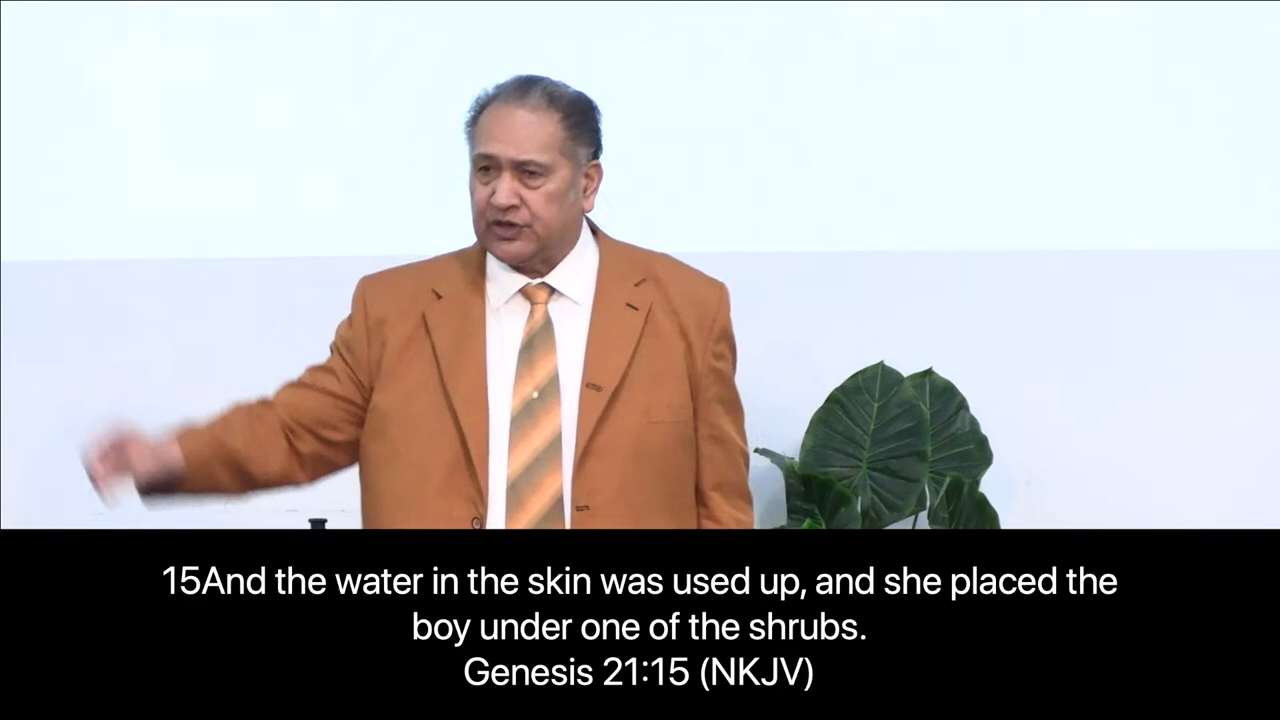 15And the water in the skin was used up, and she placed the
boy under one of the shrubs.
Genesis 21:15 (NKJV)